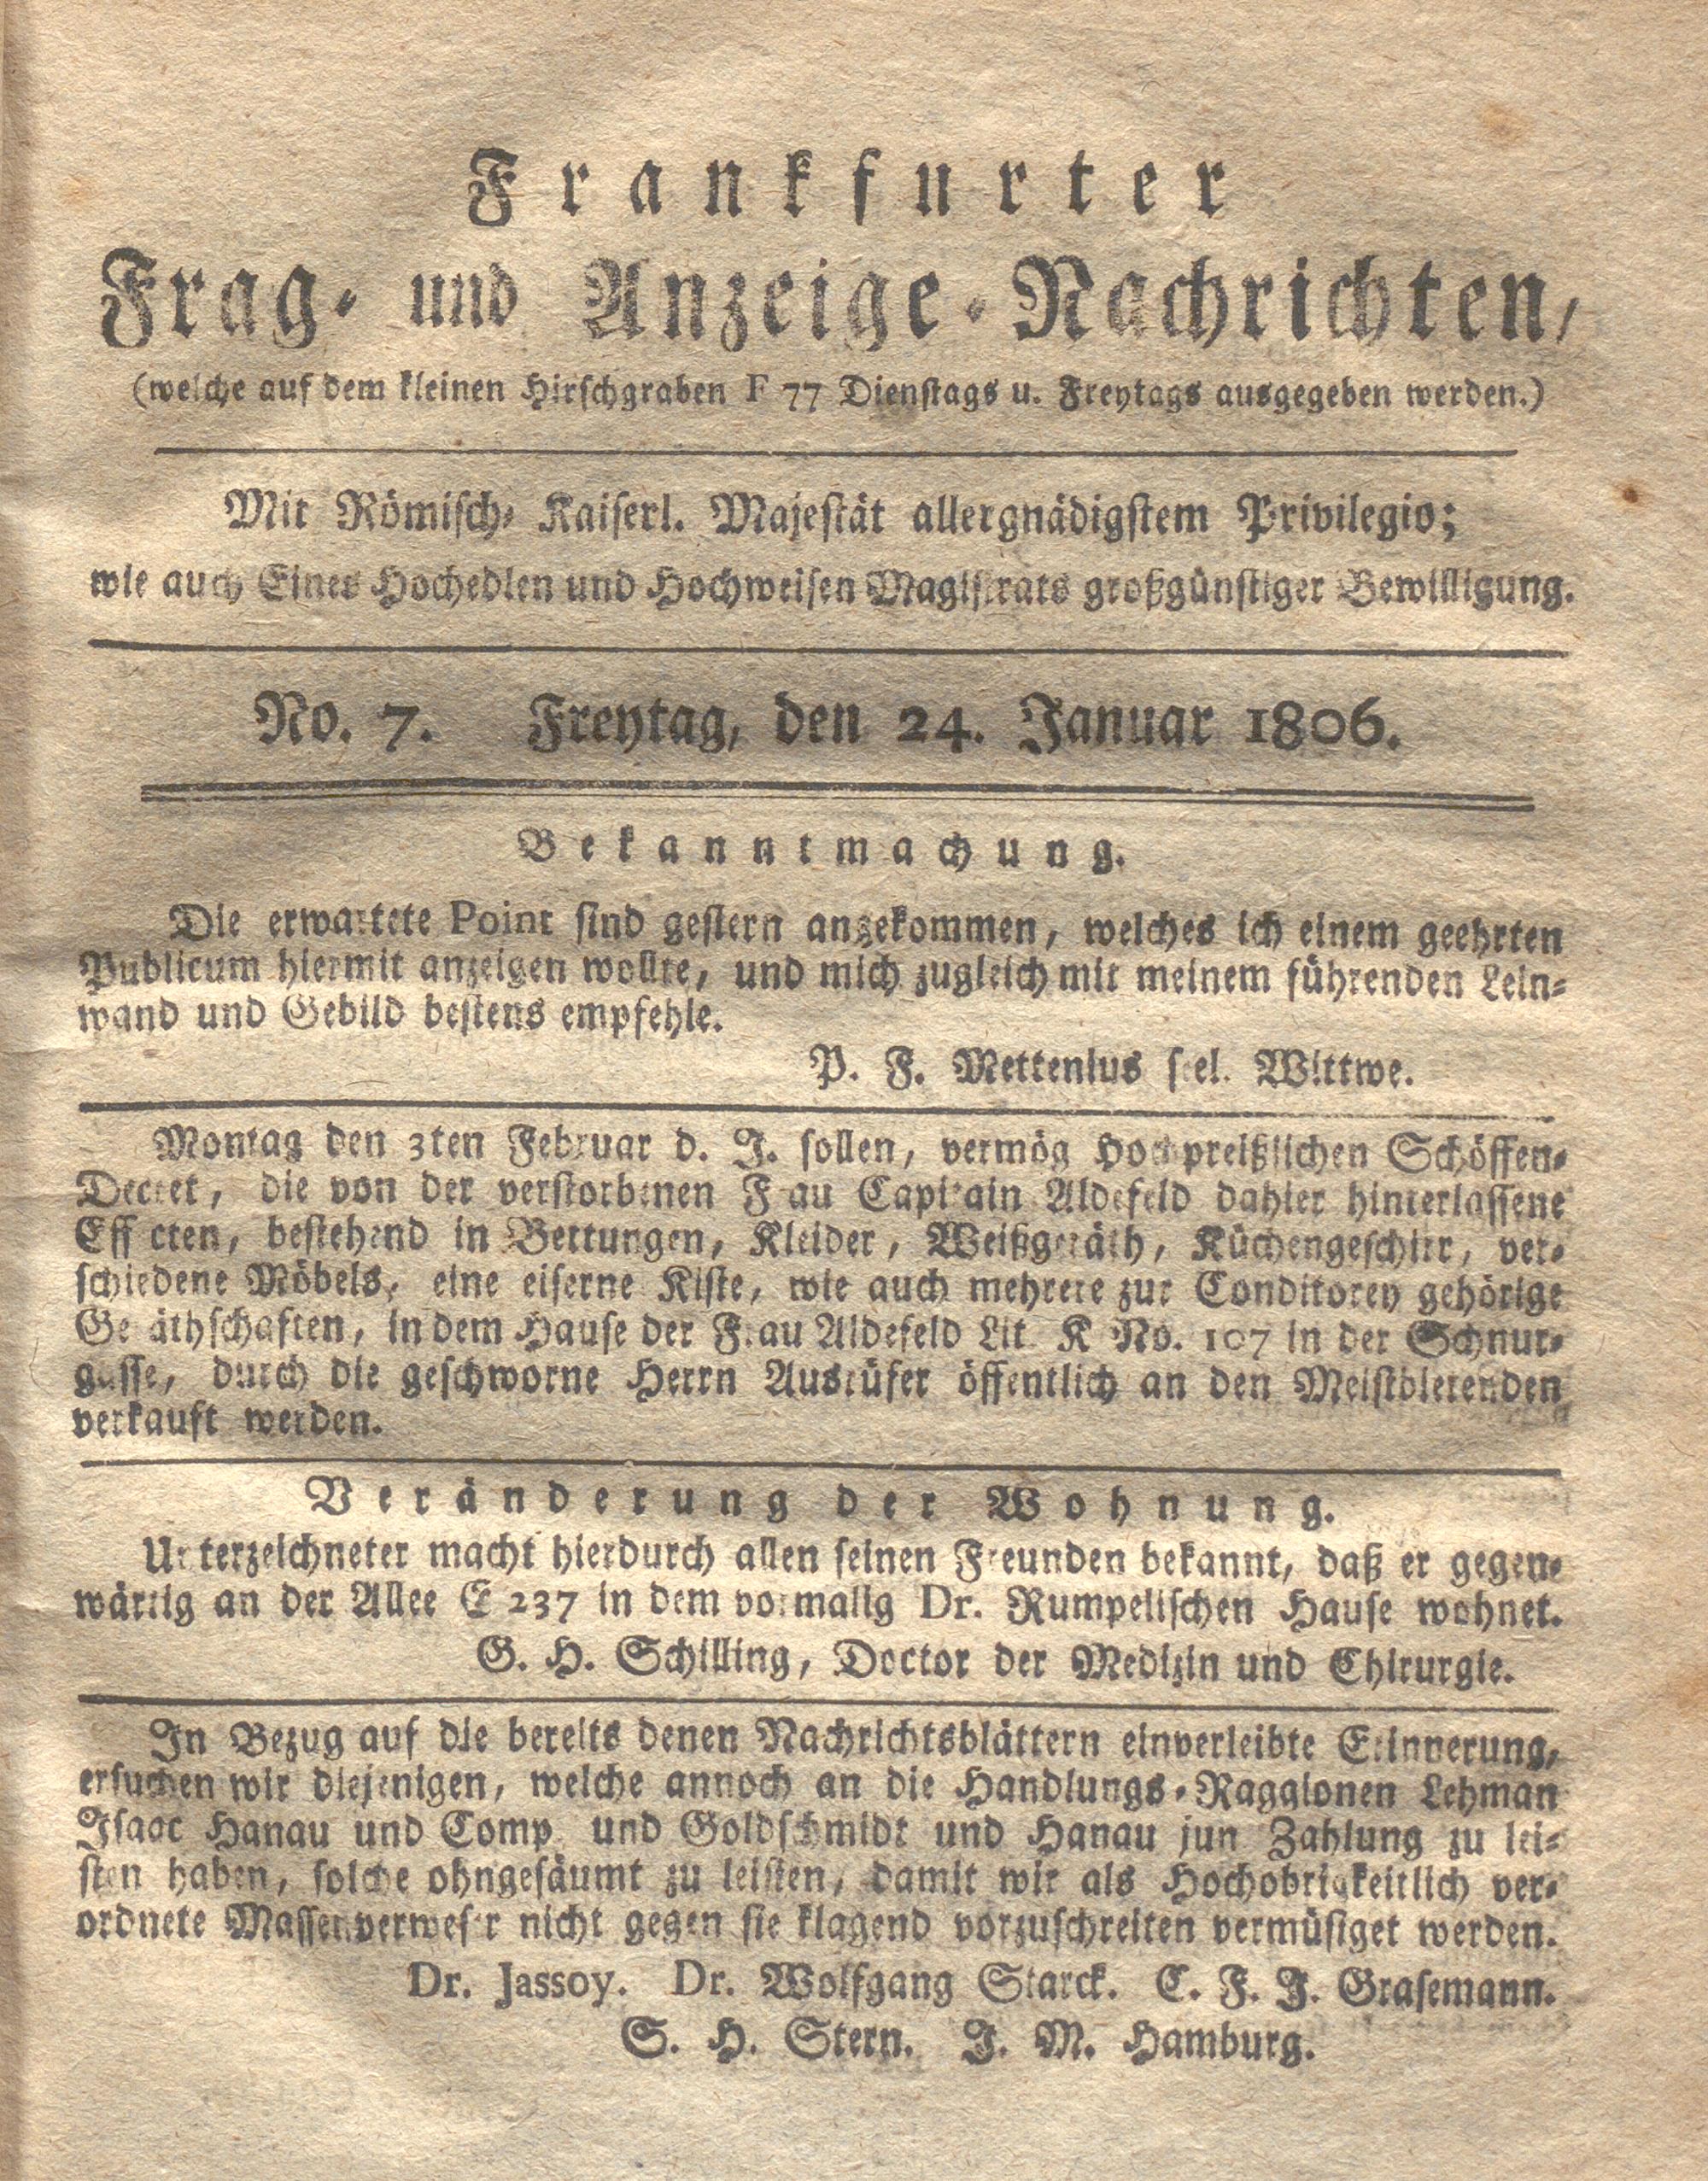 Frankfurter
Frag- und Anzeige-Nachrichten,
(welche auf dem kleinen Hirschgraben F 77 Dienstags u. Freytags ausgegeben werden.)
Mit Römisch- Kaiserl. Majestät allergnädigstem Privilegio;
wie auch Eines Hochedlen und Hochweisen Magistrats großgünstiger Bewilligung.
No. 7. Freytag, den 24. Januar 1806.
Bekanntmachung.
Die erwartete Point sind gestern angekommen, welches ich einem geehrten
Publicum hiermit anzeigen wollte, und mich zugleich mit meinem führenden Lein-
wand und Gebild bestens empfehle.
P. F. Mettenius seel. Wittwe.
Montag den 3ten Februar d. J. sollen, vermög Hochpreißlichen Schöffen-
Decret, die von der verstorbenen Frau Capitain Aldefeld dahier hinterlassene
Effecten, bestehend in Bettungen, Kleider, Weißgeräth, Küchengeschirr, ver-
schiedene Möbels, eine eiserne Kiste, wie auch mehrere zur Conditorey gehörige
Geräthschaften, in dem Hause der Frau Aldefeld Lit. K No. 107 in der Schnur-
gasse, durch die geschworne Herrn Ausrüfer öffentlich an den Meistbietenden
verkauft werden.
Veränderung der Wohnung.
Unterzeichneter macht hierdurch allen seinen Freunden bekannt, daß er gegen-
wärtig an der Allee E 237 in dem vormalig Dr. Rumpelischen Hause wohnet.
G. H. Schilling, Doctor der Medizin und Chirurgie.
In Bezug auf die bereits denen Nachrichtsblättern einverleibte Erinnerung,
ersuchen wir diejenigen, welche annoch an die Handlungs-Raggionen Lehman
Isaac Hanau und Comp. und Goldschmidt und Hanau jun Zahlung zu lei-
sten haben, solche ohngesäumt zu leisten, damit wir als Hochobrigkeitlich ver-
ordnete Massenverweser nicht gegen sie klagend vorzuschreiten vermüsiget werden.
Dr. Jassoy. Dr. Wolfgang Starck. C. F. J. Grasemann.
S. H. Stern. J. M. Hamburg.